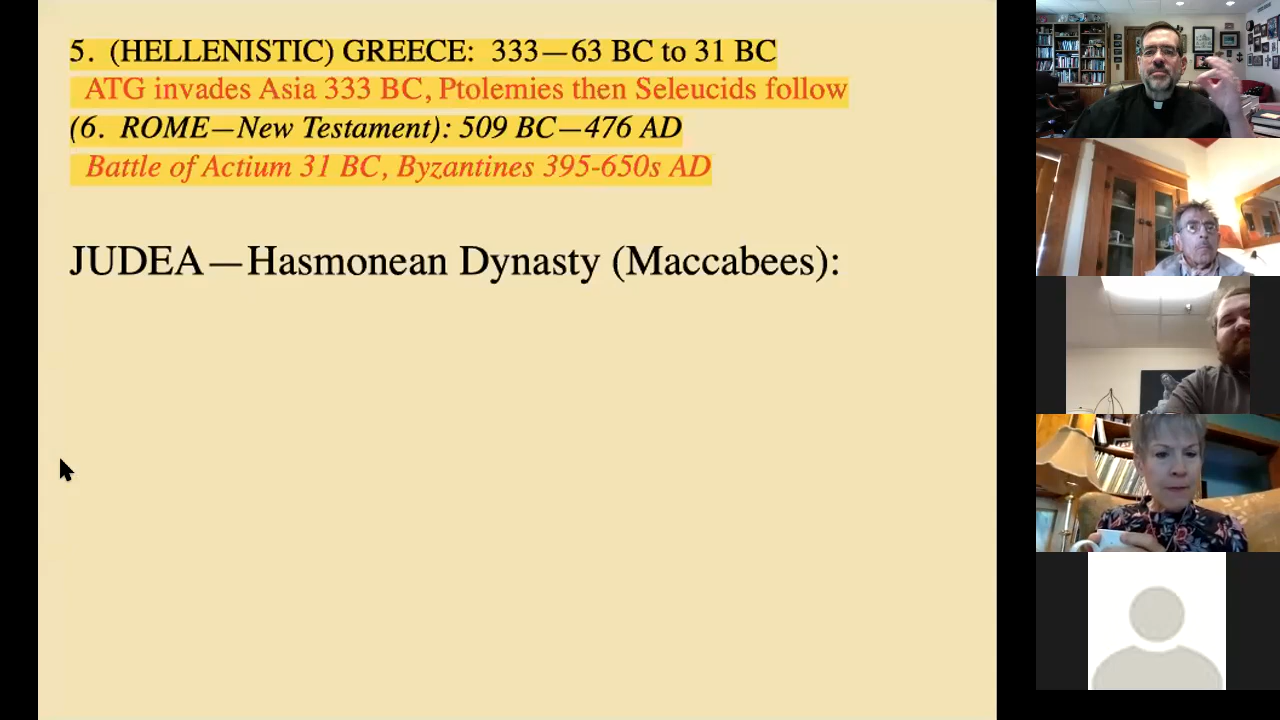 5. (HELLENISTIC) GREECE: 333—63 BC to 31 BC
ATG invades Asia 333 BC, Ptolemies then Seleucids follow
(6. ROME—New Testament): 509 BC—476 AD
Battle of Actium 31 BC, Byzantines 395-650s AD
JUDEA—Hasmonean Dynasty (Maccabees):